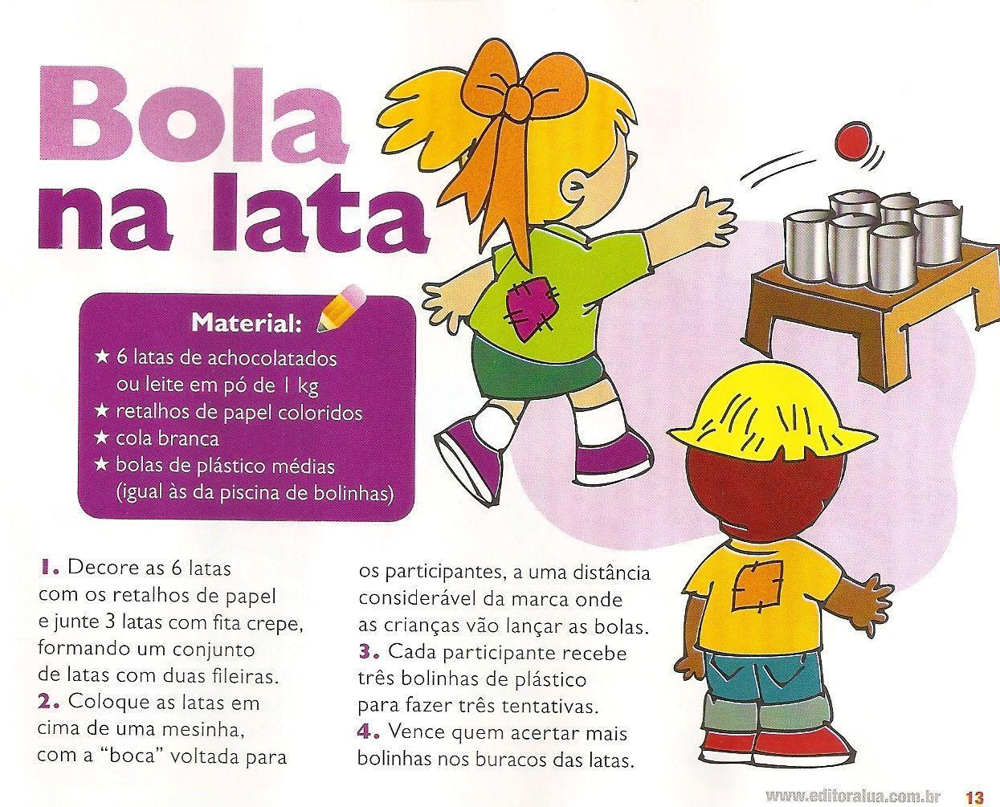 Bola
na lata
Material:
★ 6 latas de achocolatados
ou leite em pó de 1 kg
★ retalhos de papel coloridos
★ cola branca
★ bolas de plástico médias
(igual às da piscina de bolinhas)
1. Decore as 6 latas
com os retalhos de papel
e junte 3 latas com fita crepe,
formando um conjunto
de latas com duas fileiras.
2. Coloque as latas em
cima de uma mesinha,
com a “boca” voltada para
os participantes, a uma distância
considerável da marca onde
as crianças vão lançar as bolas.
3. Cada participante recebe
três bolinhas de plástico
para fazer três tentativas.
4. Vence quem acertar mais
bolinhas nos buracos das latas.
www.editoralua.com.br 13